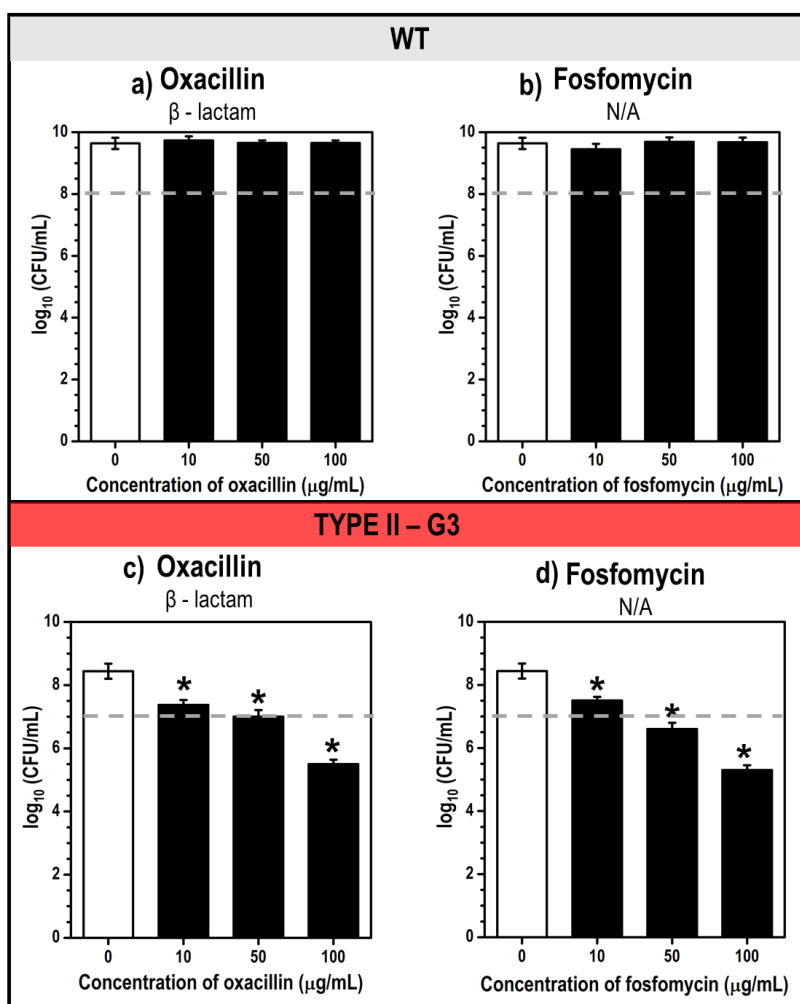 WT
a) Oxacillin
β - lactam
log₁₀ (CFU/mL)
10
8
6
4
2
0
0 10 50 100
Concentration of oxacillin (μg/mL)
b) Fosfomycin
N/A
log₁₀ (CFU/mL)
10
8
6
4
2
0
0 10 50 100
Concentration of fosfomycin (μg/mL)
TYPE II – G3
c) Oxacillin
β - lactam
log₁₀ (CFU/mL)
10
8
6
4
2
0
* * *
0 10 50 100
Concentration of oxacillin (μg/mL)
d) Fosfomycin
N/A
log₁₀ (CFU/mL)
10
8
6
4
2
0
* * *
0 10 50 100
Concentration of fosfomycin (μg/mL)